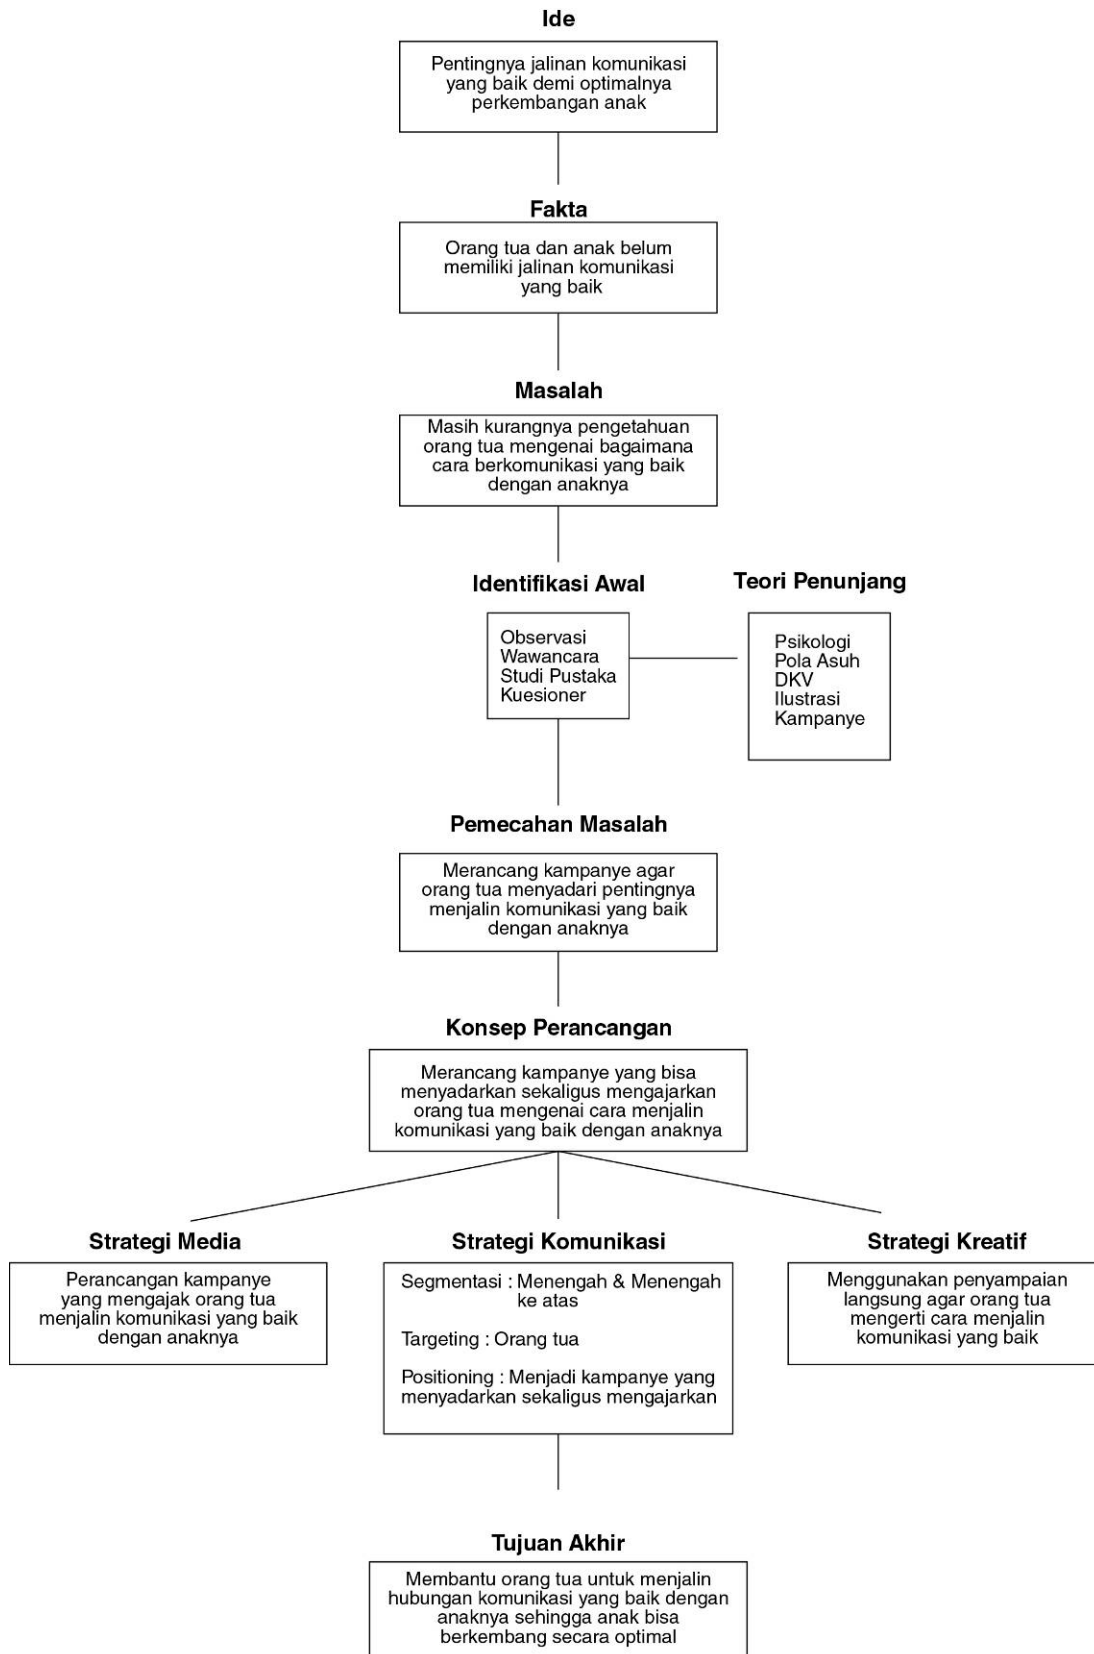 Ide
Pentingnya jalinan komunikasi
yang baik demi optimalnya
perkembangan anak
Fakta
Orang tua dan anak belum
memiliki jalinan komunikasi
yang baik
Masalah
Masih kurangnya pengetahuan
orang tua mengenai bagaimana
cara berkomunikasi yang baik
dengan anaknya
Identifikasi Awal
Observasi
Wawancara
Studi Pustaka
Kuesioner
Teori Penunjang
Psikologi
Pola Asuh
DKV
Ilustrasi
Kampanye
Pemecahan Masalah
Merancang kampanye agar
orang tua menyadari pentingnya
menjalin komunikasi yang baik
dengan anaknya
Konsep Perancangan
Merancang kampanye yang bisa
menyadarkan sekaligus mengajarkan
orang tua mengenai cara menjalin
komunikasi yang baik dengan anaknya
Strategi Media
Perancangan kampanye
yang mengajak orang tua
menjalin komunikasi yang baik
dengan anaknya
Strategi Komunikasi
Segmentasi : Menengah & Menengah
ke atas
Targeting : Orang tua
Positioning : Menjadi kampanye yang
menyadarkan sekaligus mengajarkan
Strategi Kreatif
Menggunakan penyampaian
langsung agar orang tua
mengerti cara menjalin
komunikasi yang baik
Tujuan Akhir
Membantu orang tua untuk menjalin
hubungan komunikasi yang baik dengan
anaknya sehingga anak bisa
berkembang secara optimal